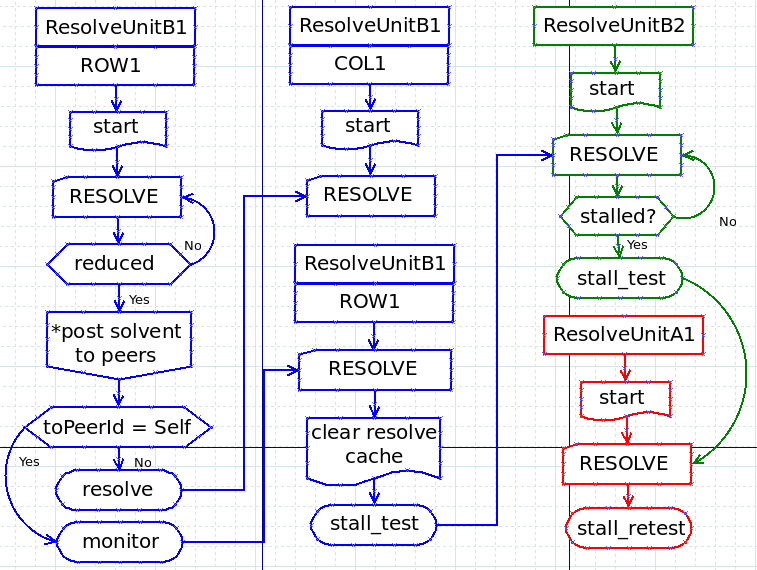 ResolveUnitB1
ROW1
start
RESOLVE
No
reduced
Yes
*post solvent
to peers
toPeerId = Self
Yes
No
resolve
monitor
ResolveUnitB1
COL1
start
RESOLVE
ResolveUnitB1
ROW1
RESOLVE
clear resolve
cache
stall_test
ResolveUnitB2
start
RESOLVE
stalled?
No
Yes
stall_test
ResolveUnitA1
start
RESOLVE
stall_retest